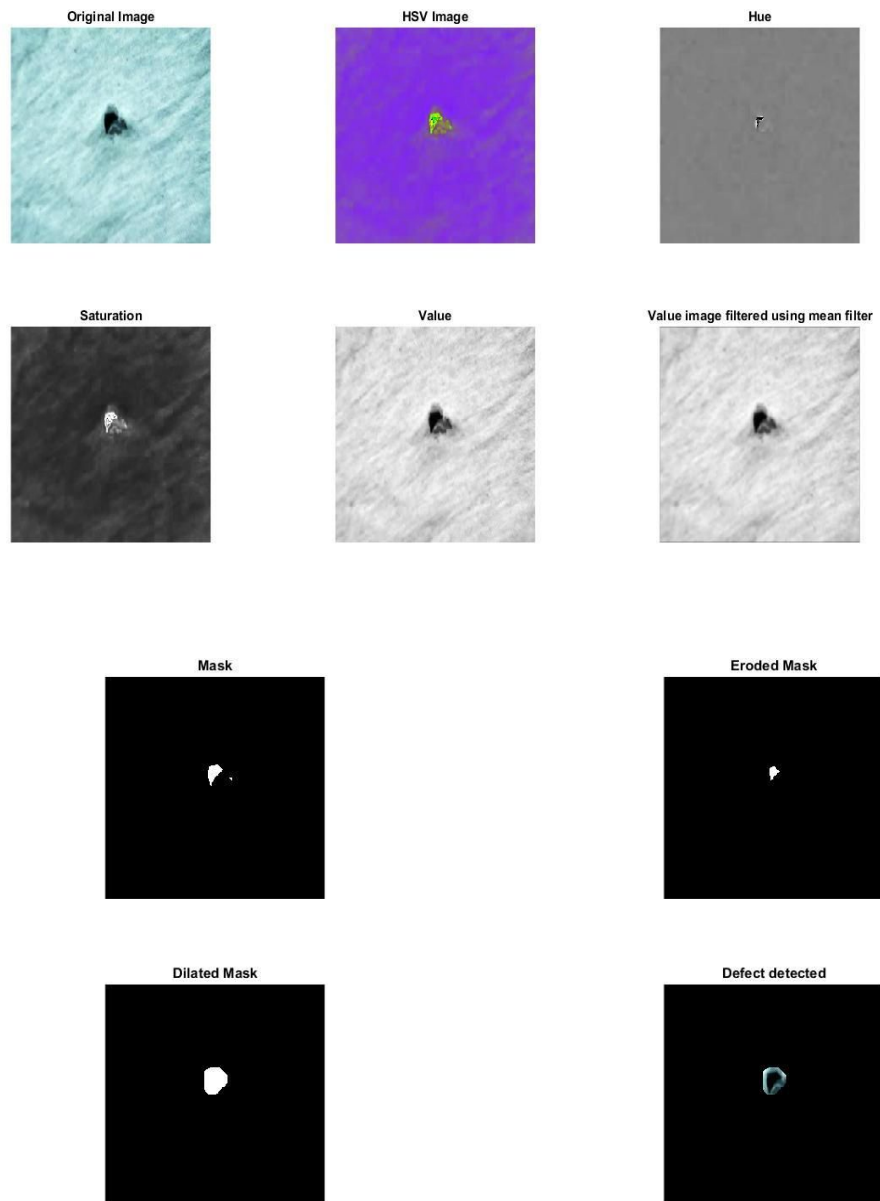 Original Image
HSV Image
Hue
Saturation
Value
Value image filtered using mean filter
Mask
Eroded Mask
Dilated Mask
Defect detected